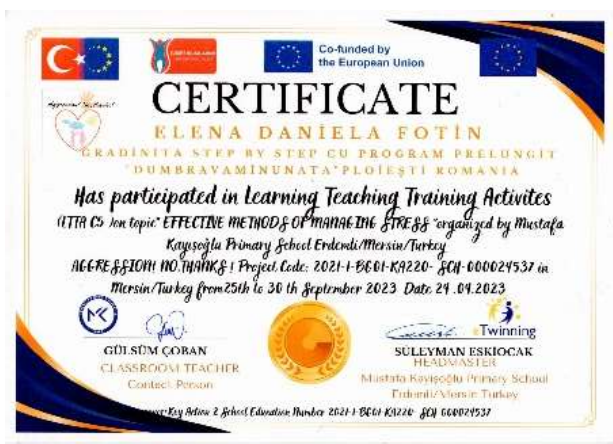 Co-funded by
the European Union
CERTIFICATE
ELENA DANİELA FOTİN
GRADINITA STEP BY STEP CU PROGRAM PRELUNGIT
"DUMBRAVAMINUNATA" PLOIEŞTI ROMANIA
Has participated in Learning Teaching Training Activites
(LTTA C5 )on topic" EFFECTIVE METHODS OF MANAGING STRESS "organized by Mustafa
Kayışoğlu Primary School Erdemli/Mersin/Turkey
AGGRESSION! NO,THANKS ! Project Code: 2021-1-BG01-KA220- SCH-000024537 in
Mersin/Turkey from 25th to 30 th September 2023 Date 29 .09.2023
MK
eTwinning
GÜLSÜM ÇOBAN
CLASSROOM TEACHER
Contact Person
SÜLEYMAN ESKİOCAK
HEADMASTER
Mustafa Kayışoğlu Primary School
Erdemli/Mersin Turkey
Key Action 2 School Education Number 2021-1-BG01-KA220- SCH 000024537